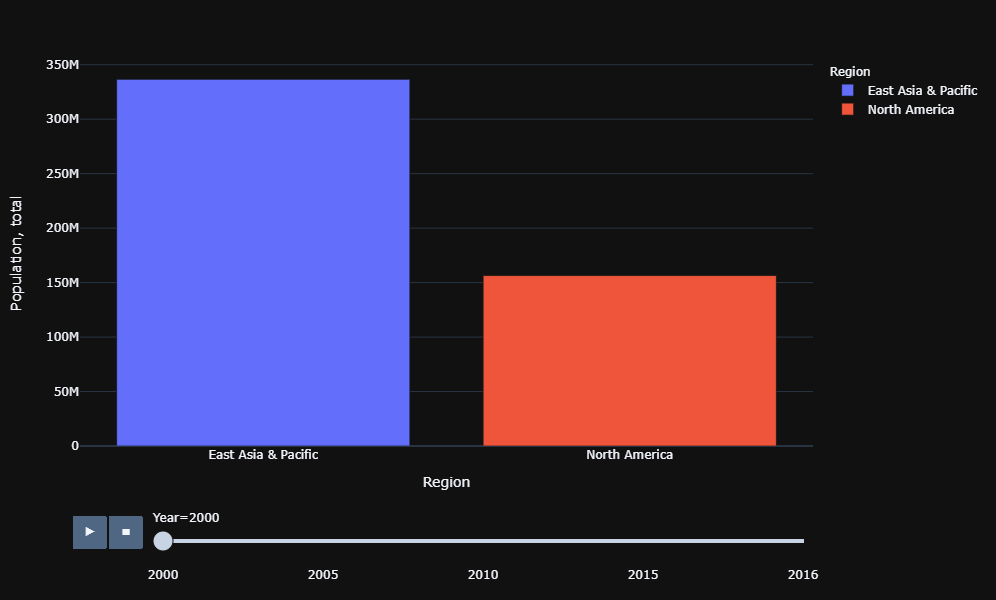 350M
300M
250M
200M
150M
100M
50M
0
Population, total
East Asia & Pacific
North America
Region
Region
East Asia & Pacific
North America
Year=2000
2000
2005
2010
2015
2016